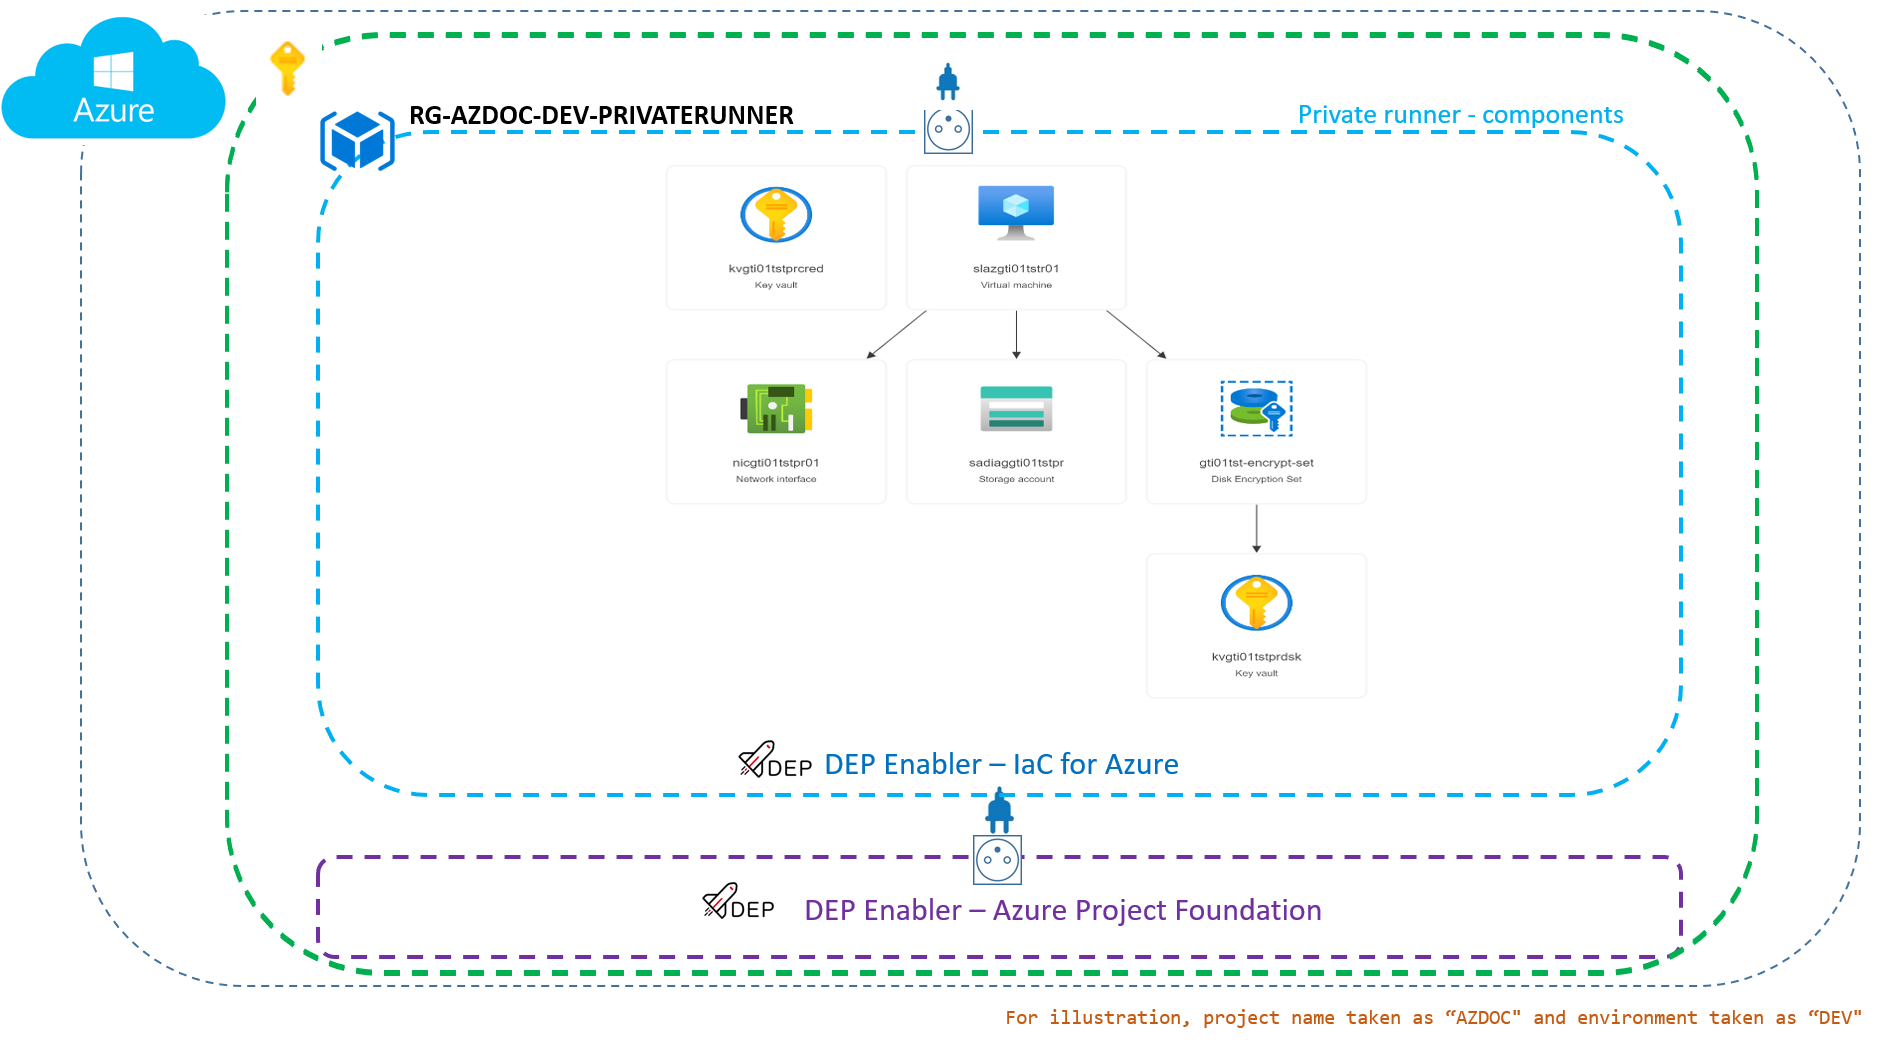 Azure
RG-AZDOC-DEV-PRIVATERUNNER
Private runner - components
kvgti01tstprcred
Key vault
slazgti01tstr01
Virtual machine
nicgti01tstpr01
Network interface
sadiaggti01tstpr
Storage account
gti01tst-encrypt-set
Disk Encryption Set
kvgti01tstprdsk
Key vault
DEP DEP Enabler – IaC for Azure
DEP DEP Enabler – Azure Project Foundation
For illustration, project name taken as “AZDOC" and environment taken as “DEV"